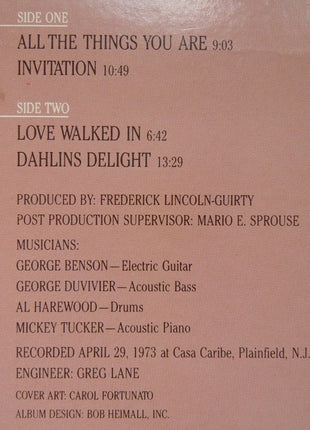 SIDE ONE
ALL THE THINGS YOU ARE 9:03
INVITATION 10:49
SIDE TWO
LOVE WALKED IN 6:42
DAHLINS DELIGHT 13:29
PRODUCED BY: FREDERICK LINCOLN-GUIRTY
POST PRODUCTION SUPERVISOR: MARIO E. SPROUSE
MUSICIANS:
GEORGE BENSON—Electric Guitar
GEORGE DUVIVIER—Acoustic Bass
AL HAREWOOD—Drums
MICKEY TUCKER—Acoustic Piano
RECORDED APRIL 29, 1973 at Casa Caribe, Plainfield, N.J.
ENGINEER: GREG LANE
COVER ART: CAROL FORTUNATO
ALBUM DESIGN: BOB HEIMALL, INC.